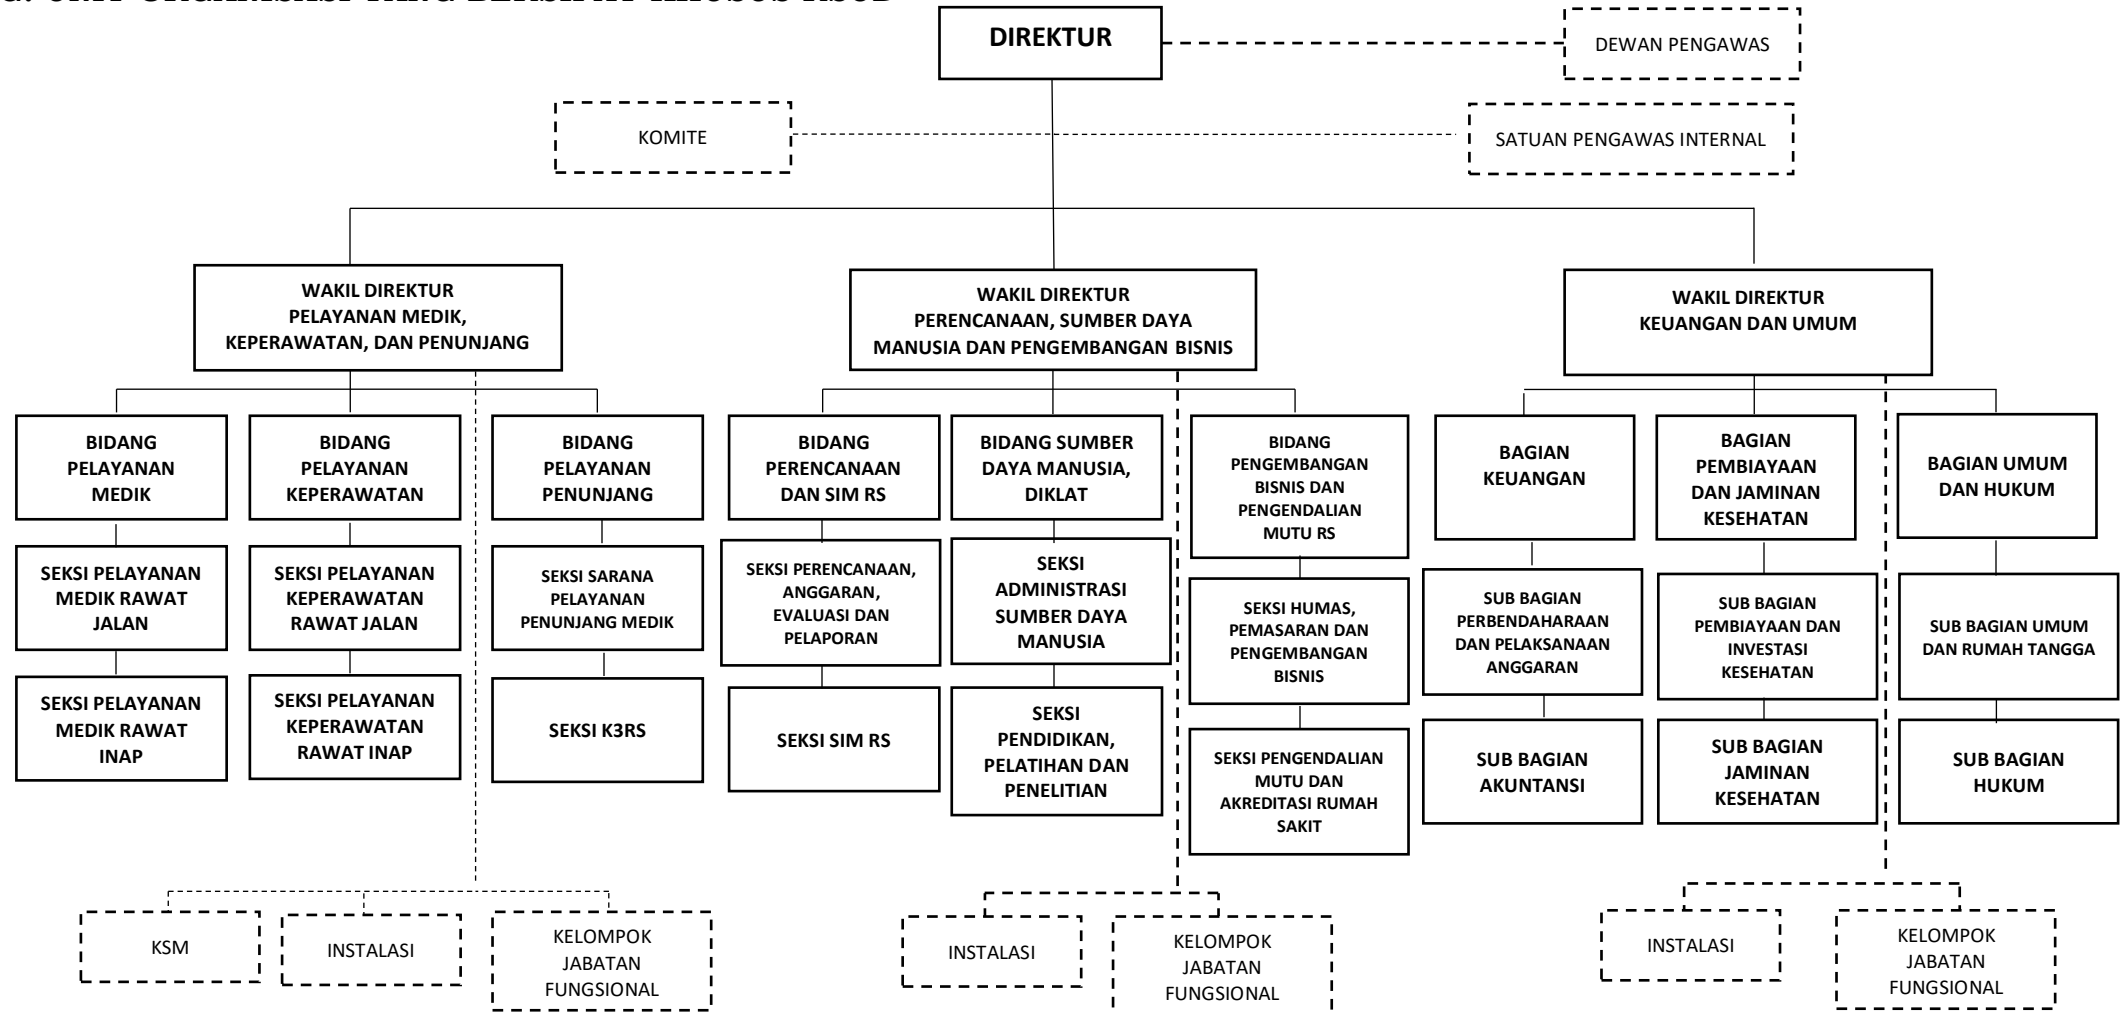 DIREKTUR
DEWAN PENGAWAS
KOMITE
SATUAN PENGAWAS INTERNAL
WAKIL DIREKTUR
PELAYANAN MEDIK,
KEPERAWATAN, DAN PENUNJANG
WAKIL DIREKTUR
PERENCANAAN, SUMBER DAYA
MANUSIA DAN PENGEMBANGAN BISNIS
WAKIL DIREKTUR
KEUANGAN DAN UMUM
BIDANG
PELAYANAN
MEDIK
BIDANG
PELAYANAN
KEPERAWATAN
BIDANG
PELAYANAN
PENUNJANG
BIDANG
PERENCANAAN
DAN SIM RS
BIDANG SUMBER
DAYA MANUSIA,
DIKLAT
BIDANG
PENGEMBANGAN
BISNIS DAN
PENGENDALIAN
MUTU RS
BAGIAN
KEUANGAN
BAGIAN
PEMBIAYAAN
DAN JAMINAN
KESEHATAN
BAGIAN UMUM
DAN HUKUM
SEKSI PELAYANAN
MEDIK RAWAT
JALAN
SEKSI PELAYANAN
KEPERAWATAN
RAWAT JALAN
SEKSI SARANA
PELAYANAN
PENUNJANG MEDIK
SEKSI PERENCANAAN,
ANGGARAN,
EVALUASI DAN
PELAPORAN
SEKSI
ADMINISTRASI
SUMBER DAYA
MANUSIA
SEKSI HUMAS,
PEMASARAN DAN
PENGEMBANGAN
BISNIS
SUB BAGIAN
PERBENDAHARAAN
DAN PELAKSANAAN
ANGGARAN
SUB BAGIAN
PEMBIAYAAN DAN
INVESTASI
KESEHATAN
SUB BAGIAN UMUM
DAN RUMAH TANGGA
SEKSI PELAYANAN
MEDIK RAWAT
INAP
SEKSI PELAYANAN
KEPERAWATAN
RAWAT INAP
SEKSI K3RS
SEKSI SIM RS
SEKSI
PENDIDIKAN,
PELATIHAN DAN
PENELITIAN
SEKSI PENGENDALIAN
MUTU DAN
AKREDITASI RUMAH
SAKIT
SUB BAGIAN
AKUNTANSI
SUB BAGIAN
JAMINAN
KESEHATAN
SUB BAGIAN
HUKUM
KSM
INSTALASI
KELOMPOK
JABATAN
FUNGSIONAL
INSTALASI
KELOMPOK
JABATAN
FUNGSIONAL
INSTALASI
KELOMPOK
JABATAN
FUNGSIONAL